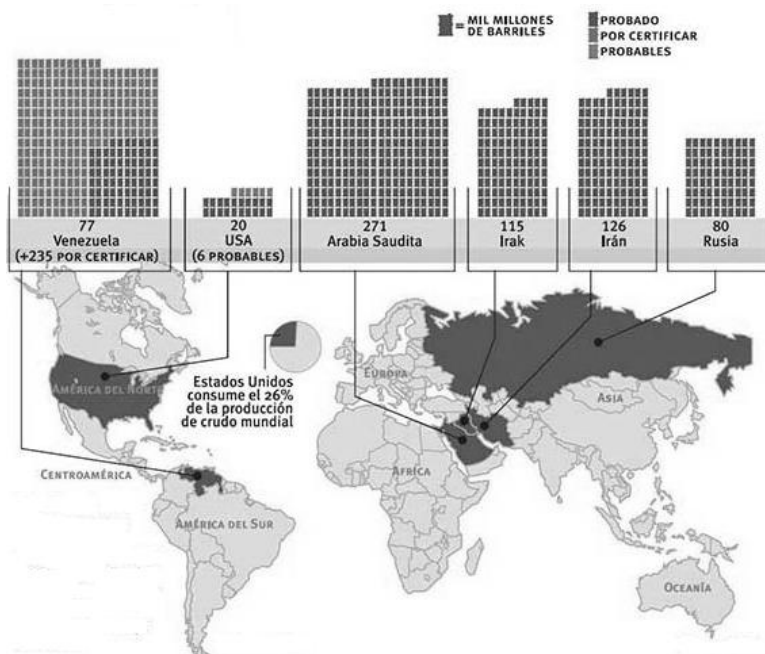 = MIL MILLONES
DE BARRILES
PROBADO
POR CERTIFICAR
PROBABLES
77
Venezuela
(+235 POR CERTIFICAR)
20
USA
(6 PROBABLES)
271
Arabia Saudita
115
Irak
126
Irán
80
Rusia
Estados Unidos
consume el 26%
de la producción
de crudo mundial
AMÉRICA DEL NORTE
EUROPA
ASIA
CENTROAMÉRICA
ÁFRICA
AMÉRICA DEL SUR
OCEANÍA